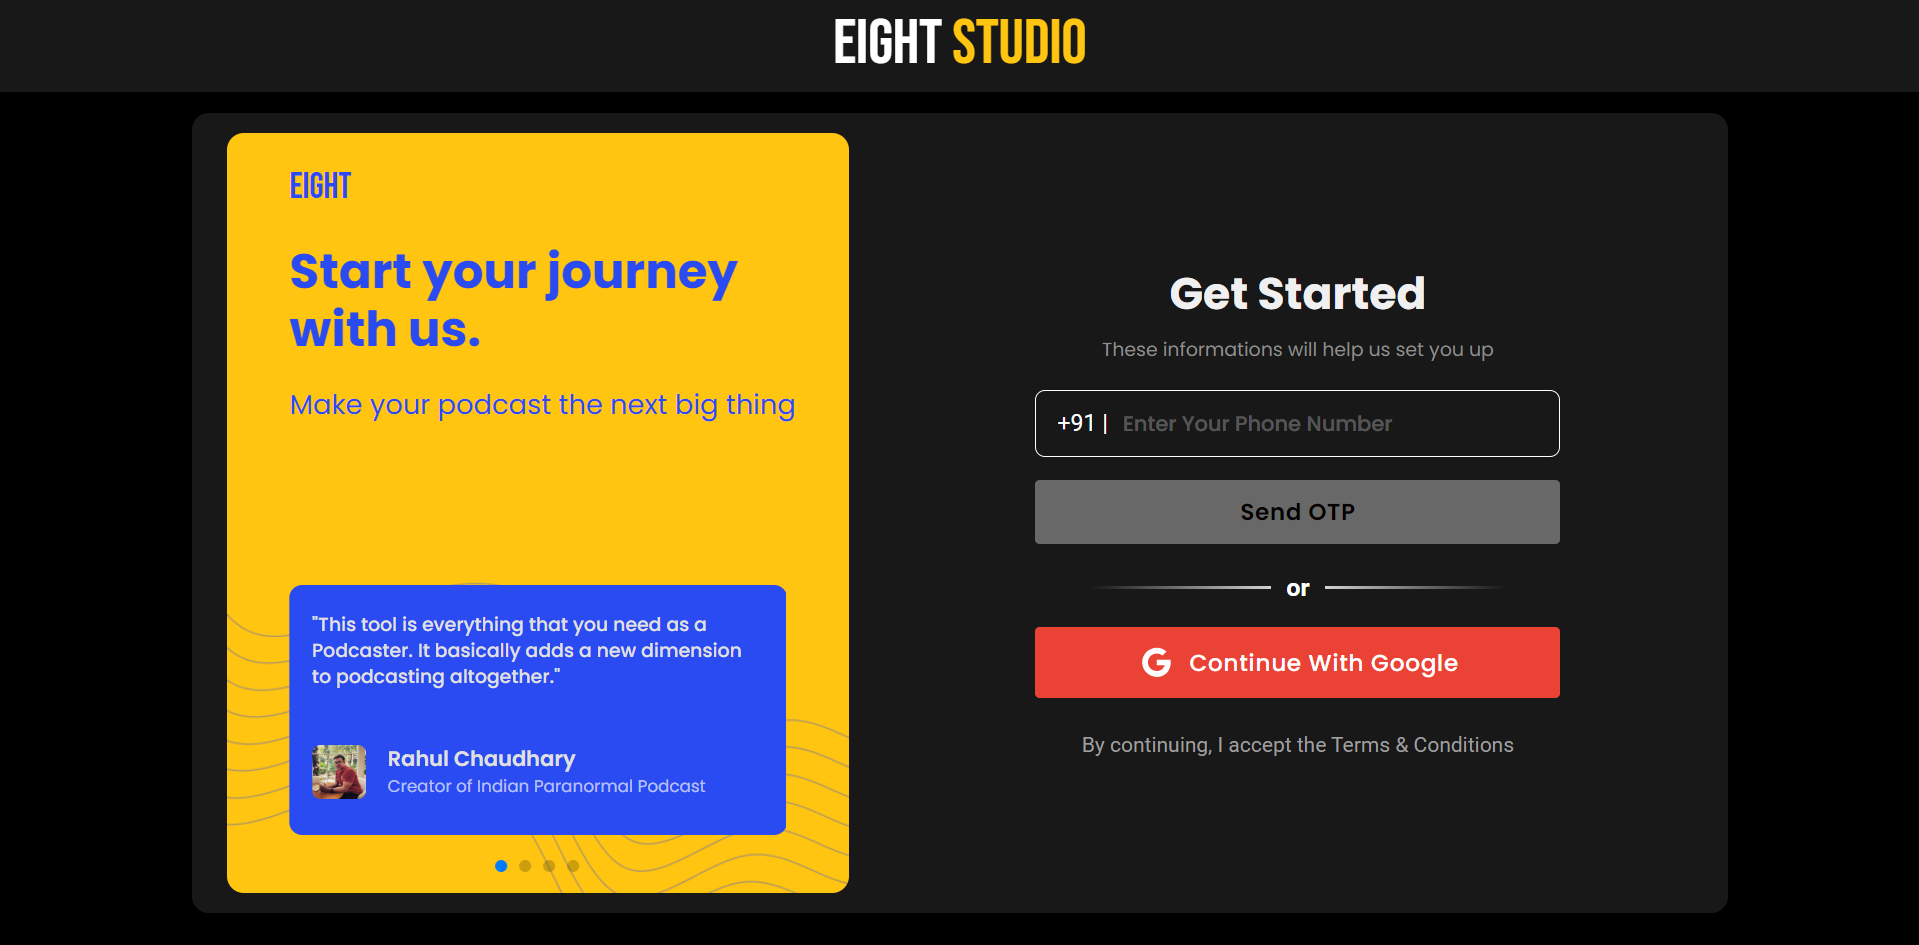 EIGHT STUDIO
EIGHT
Start your journey
with us.
Make your podcast the next big thing
"This tool is everything that you need as a
Podcaster. It basically adds a new dimension
to podcasting altogether."
Rahul Chaudhary
Creator of Indian Paranormal Podcast
Get Started
These informations will help us set you up
+91 | Enter Your Phone Number
Send OTP
or
Continue With Google
By continuing, I accept the Terms & Conditions